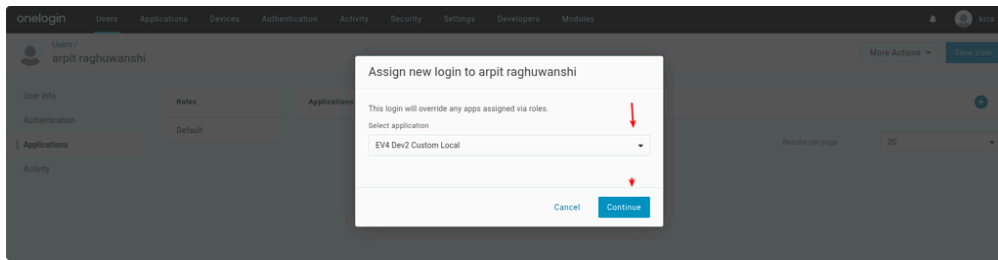 onelogin Users Applications Devices Authentication Activity Security Settings Developers Modules kica
Users /
arpit raghuwanshi
More Actions Save User
Assign new login to arpit raghuwanshi
User Info
Roles Applications
This login will override any apps assigned via roles.
Select application
Authentication
Default
Applications
EV4 Dev2 Custom Local
Results per page 20
Activity
Cancel Continue